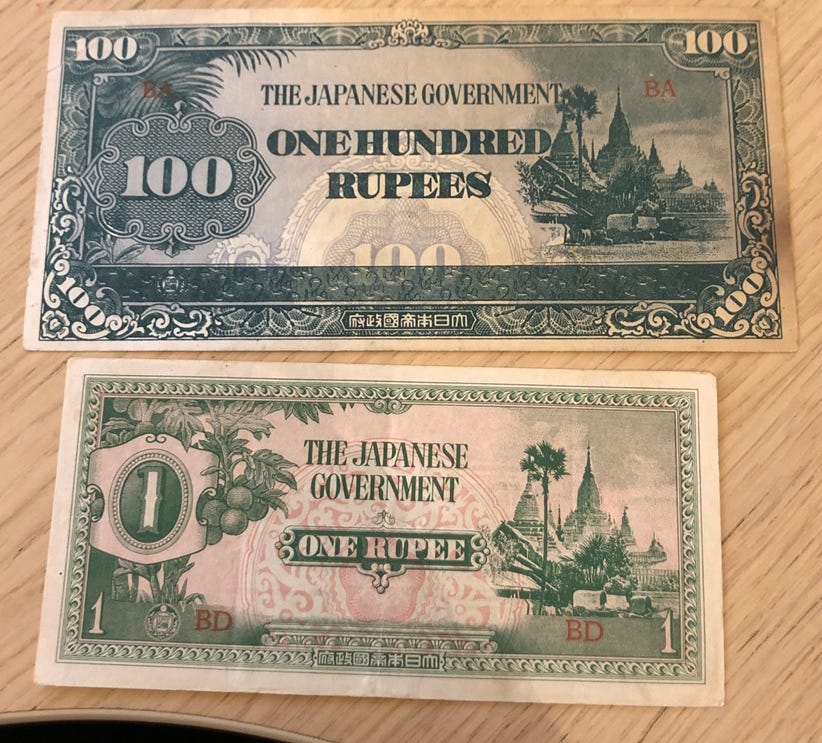 100 100
BA BA
THE JAPANESE GOVERNMENT
ONE HUNDRED
RUPEES
100
100
100 100
大日本帝國政府
THE JAPANESE
GOVERNMENT
1
ONE RUPEE
1 BD BD 1
大日本帝國政府